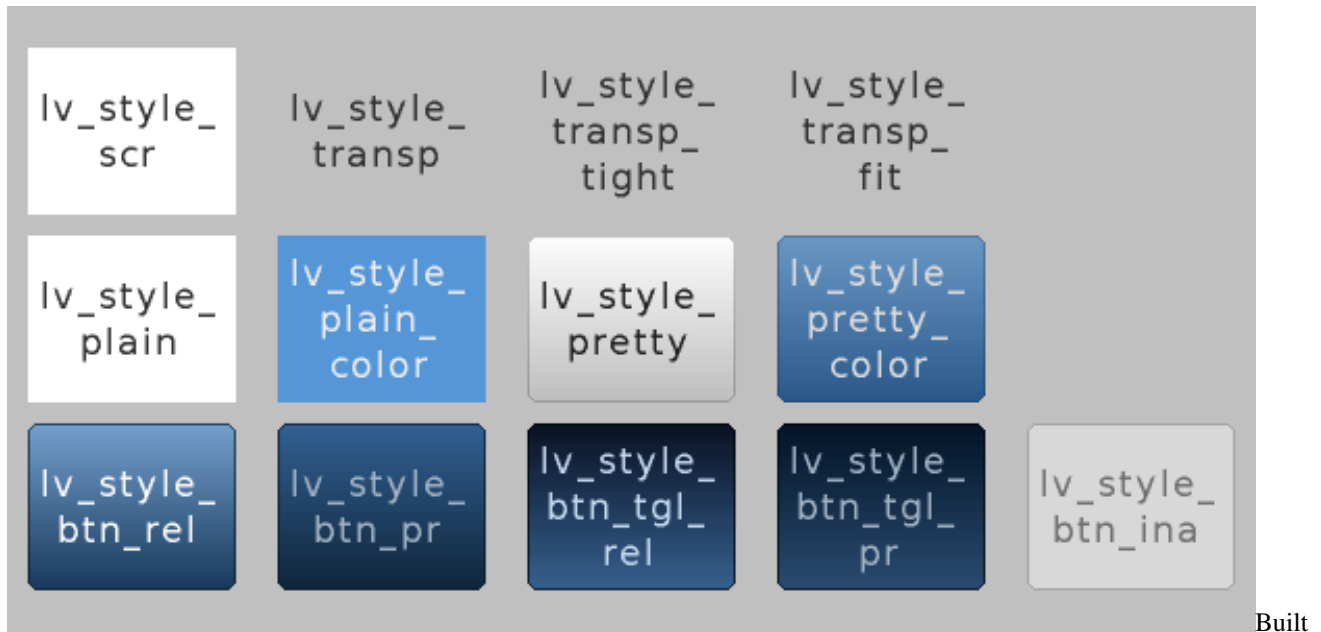 lv_style_
scr
lv_style_
transp
lv_style_
transp_
tight
lv_style_
transp_
fit
lv_style_
plain
lv_style_
plain_
color
lv_style_
pretty
lv_style_
pretty_
color
lv_style_
btn_rel
lv_style_
btn_pr
lv_style_
btn_tgl_
rel
lv_style_
btn_tgl_
pr
lv_style_
btn_ina
Built